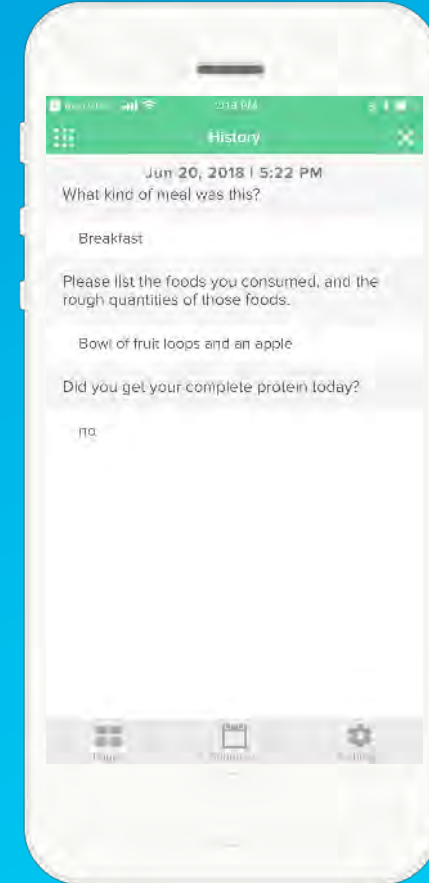 History
Jun 20, 2018 | 5:22 PM
What kind of meal was this?
Breakfast
Please list the foods you consumed, and the
rough quantities of those foods.
Bowl of fruit loops and an apple
Did you get your complete protein today?
no